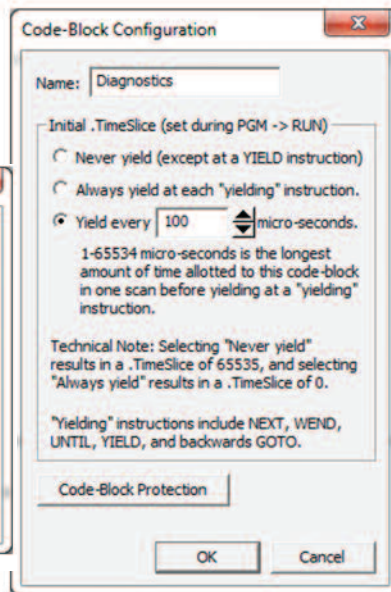 Code-Block Configuration
Name: Diagnostics
Initial .TimeSlice (set during PGM -> RUN)
Never yield (except at a YIELD instruction)
Always yield at each "yielding" instruction.
Yield every 100 micro-seconds.
1-65534 micro-seconds is the longest
amount of time allotted to this code-block
in one scan before yielding at a "yielding"
instruction.
Technical Note: Selecting "Never yield"
results in a .TimeSlice of 65535, and selecting
"Always yield" results in a .TimeSlice of 0.
"Yielding" instructions include NEXT, WEND,
UNTIL, YIELD, and backwards GOTO.
Code-Block Protection
OK Cancel